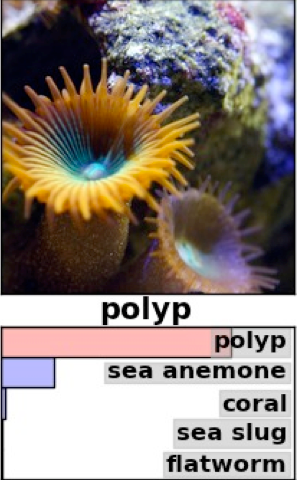 polyp
polyp
sea anemone
coral
sea slug
flatworm